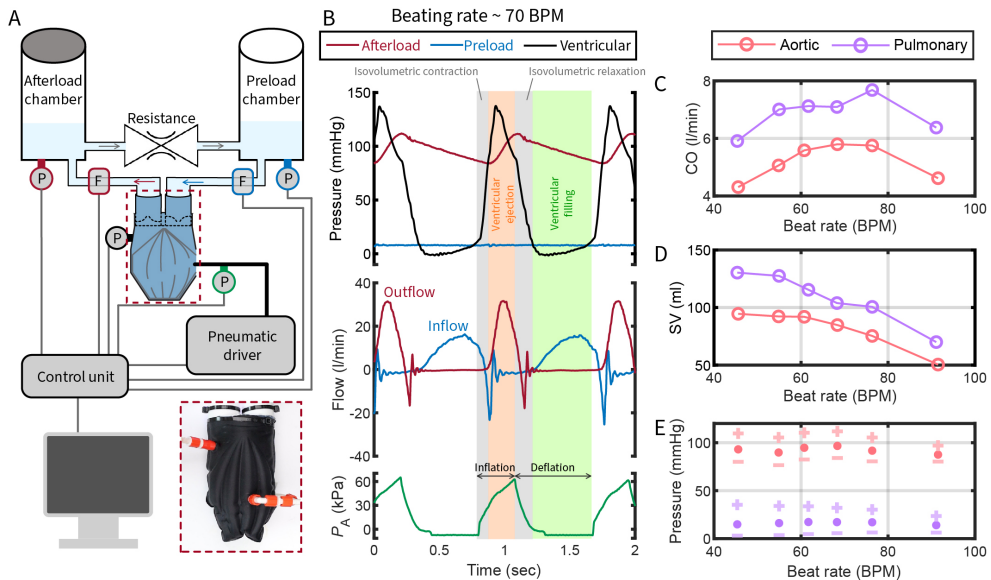 A
Afterload
chamber
Preload
chamber
Resistance
P
F
F
P
P
P
Pneumatic
driver
Control unit
B
Beating rate ~ 70 BPM
Afterload
Preload
Ventricular
Isovolumetric contraction
Isovolumetric relaxation
Pressure (mmHg)
150
100
50
0
Ventricular
ejection
Ventricular
filling
Flow (l/min)
40
20
0
-20
-40
Outflow
Inflow
PA (kPa)
60
30
0
Inflation
Deflation
0
0.5
1
1.5
2
Time (sec)
Aortic
Pulmonary
C
CO (l/min)
8
6
4
40
60
80
100
Beat rate (BPM)
D
SV (ml)
150
100
50
40
60
80
100
Beat rate (BPM)
E
Pressure (mmHg)
100
50
0
40
60
80
100
Beat rate (BPM)